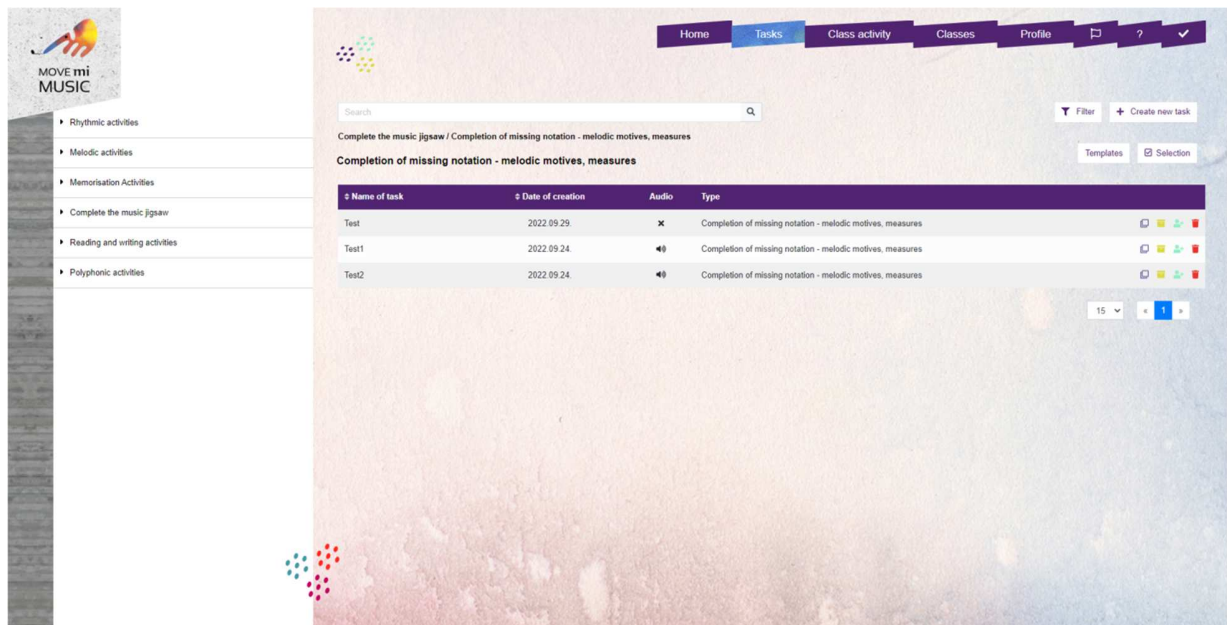 Home Tasks Class activity Classes Profile ?
MOVE mi
MUSIC
Search
Filter + Create new task
Rhythmic activities
Melodic activities
Memorisation Activities
Complete the music jigsaw
Reading and writing activities
Polyphonic activities
Complete the music jigsaw / Completion of missing notation - melodic motives, measures
Completion of missing notation - melodic motives, measures
Templates Selection
Name of task Date of creation Audio Type
Test 2022.09.29. Completion of missing notation - melodic motives, measures
Test1 2022.09.24. Completion of missing notation - melodic motives, measures
Test2 2022.09.24. Completion of missing notation - melodic motives, measures
15 « 1 »